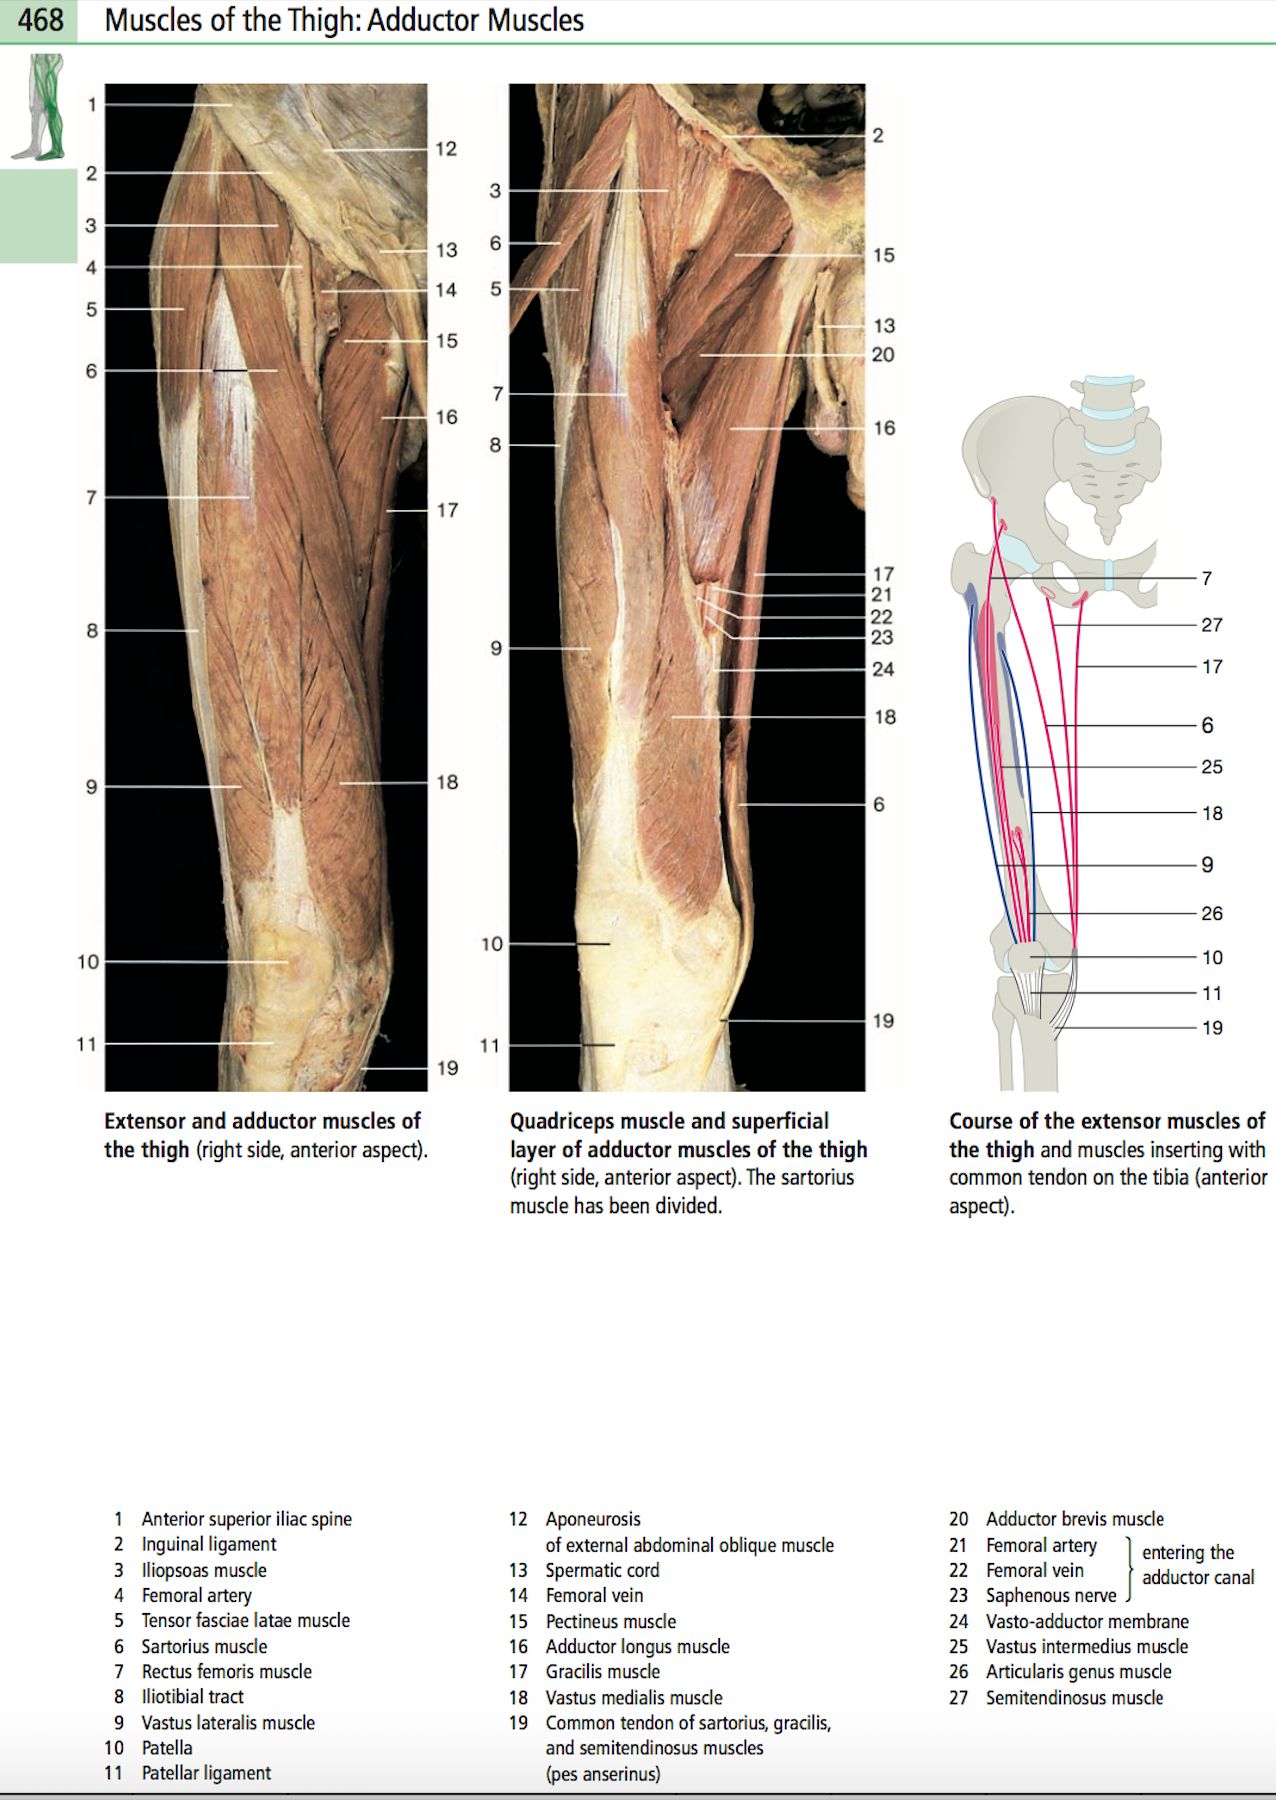 468 Muscles of the Thigh: Adductor Muscles
1
2
3
4
5
6
7
8
9
10
11
12
13
14
15
16
17
18
19
3
6
5
7
8
9
10
11
2
15
13
20
16
17
21
22
23
24
18
6
19
7
27
17
6
25
18
9
26
10
11
19
Extensor and adductor muscles of
the thigh (right side, anterior aspect).
Quadriceps muscle and superficial
layer of adductor muscles of the thigh
(right side, anterior aspect). The sartorius
muscle has been divided.
Course of the extensor muscles of
the thigh and muscles inserting with
common tendon on the tibia (anterior
aspect).
1 Anterior superior iliac spine
2 Inguinal ligament
3 Iliopsoas muscle
4 Femoral artery
5 Tensor fasciae latae muscle
6 Sartorius muscle
7 Rectus femoris muscle
8 Iliotibial tract
9 Vastus lateralis muscle
10 Patella
11 Patellar ligament
12 Aponeurosis
of external abdominal oblique muscle
13 Spermatic cord
14 Femoral vein
15 Pectineus muscle
16 Adductor longus muscle
17 Gracilis muscle
18 Vastus medialis muscle
19 Common tendon of sartorius, gracilis,
and semitendinosus muscles
(pes anserinus)
20 Adductor brevis muscle
21 Femoral artery
22 Femoral vein
23 Saphenous nerve
entering the
adductor canal
24 Vasto-adductor membrane
25 Vastus intermedius muscle
26 Articularis genus muscle
27 Semitendinosus muscle